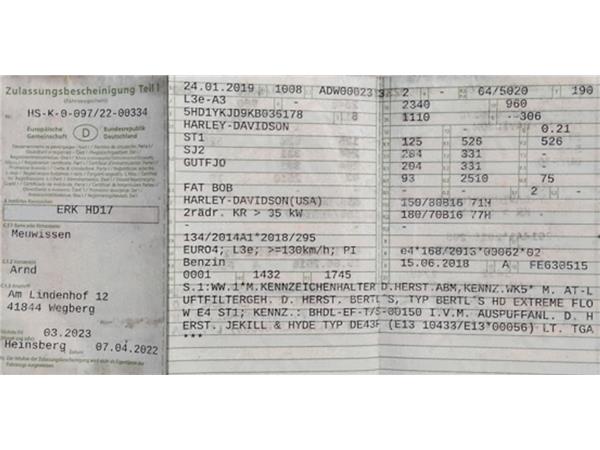 Zulassungsbescheinigung Teil I
(Fahrzeugschein)
HS-K-0-097/22-00334
Europäische Gemeinschaft D Bundesrepublik Deutschland
ERK HD17
Meuwissen
Arnd
Am Lindenhof 12
41844 Wegberg
03.2023
Heinsberg 07.04.2022
24.01.2019 1008 ADW00023 3
L3e-A3 -
5HD1YKJD9KB035178
HARLEY-DAVIDSON
ST1
SJ2
GUTFJO
FAT BOB
HARLEY-DAVIDSON(USA)
2rädr. KR > 35 kW
-
134/2014A1*2018/295
EURO4; L3e; >=130km/h; PI
Benzin
0001 1432 1745
2 - 64/5020 190
2340 960
1110 --306
- - 0.21
125 526 526
204 331
204 331
93 2510 75
- - - 2 -
150/80B16 71H
180/70B16 77H
-
e4*168/2013*00062*02
15.06.2018 A FE630515
S.1:WW.1*M.KENNZEICHENHALTER D.HERST.ABM,KENNZ.WK5* M. AT-L
UFTFILTERGEH. D. HERST. BERTL`S, TYP BERTL`S HD EXTREME FLO
W E4 ST1; KENNZ.: BHDL-EF-T/S-00150 I.V.M. AUSPUFFANL. D. H
ERST. JEKILL & HYDE TYP DE43F (E13 10433/E13*00056) LT. TGA
***